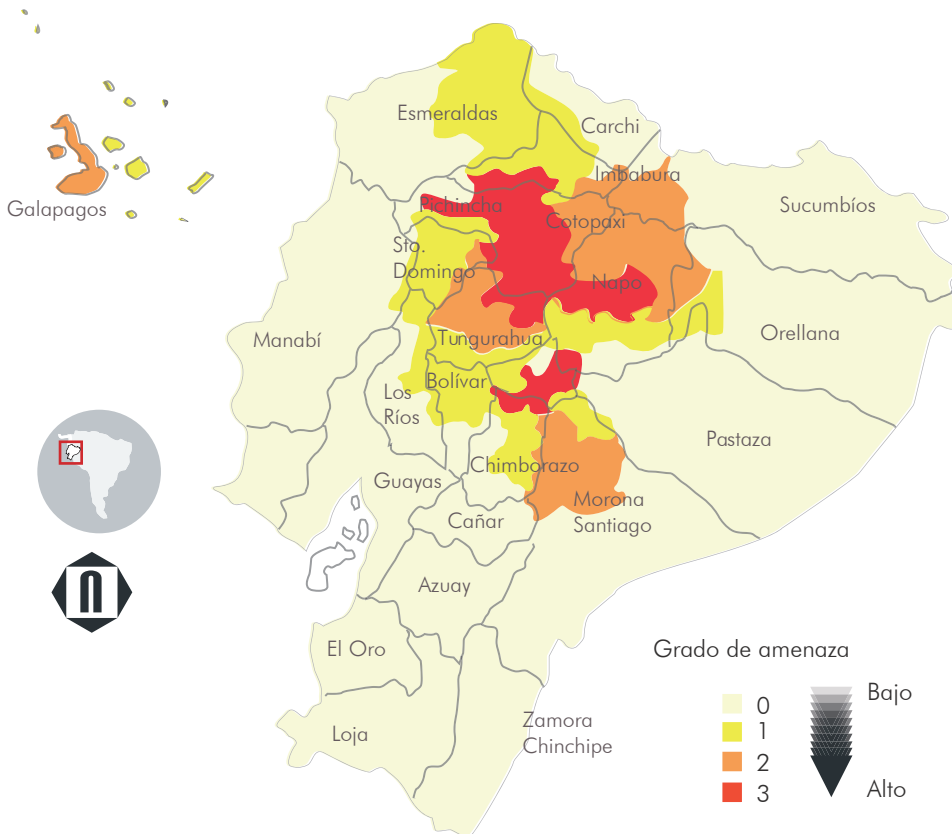 Esmeraldas
Carchi
Imbabura
Galapagos
Pichincha
Cotopaxi
Sucumbíos
Sto.
Domingo
Napo
Manabí
Tungurahua
Orellana
Bolívar
Los
Ríos
Pastaza
Chimborazo
Guayas
Morona
Santiago
Cañar
Azuay
El Oro
Loja
Zamora
Chinchipe
Grado de amenaza
0
1
2
3
Bajo
Alto